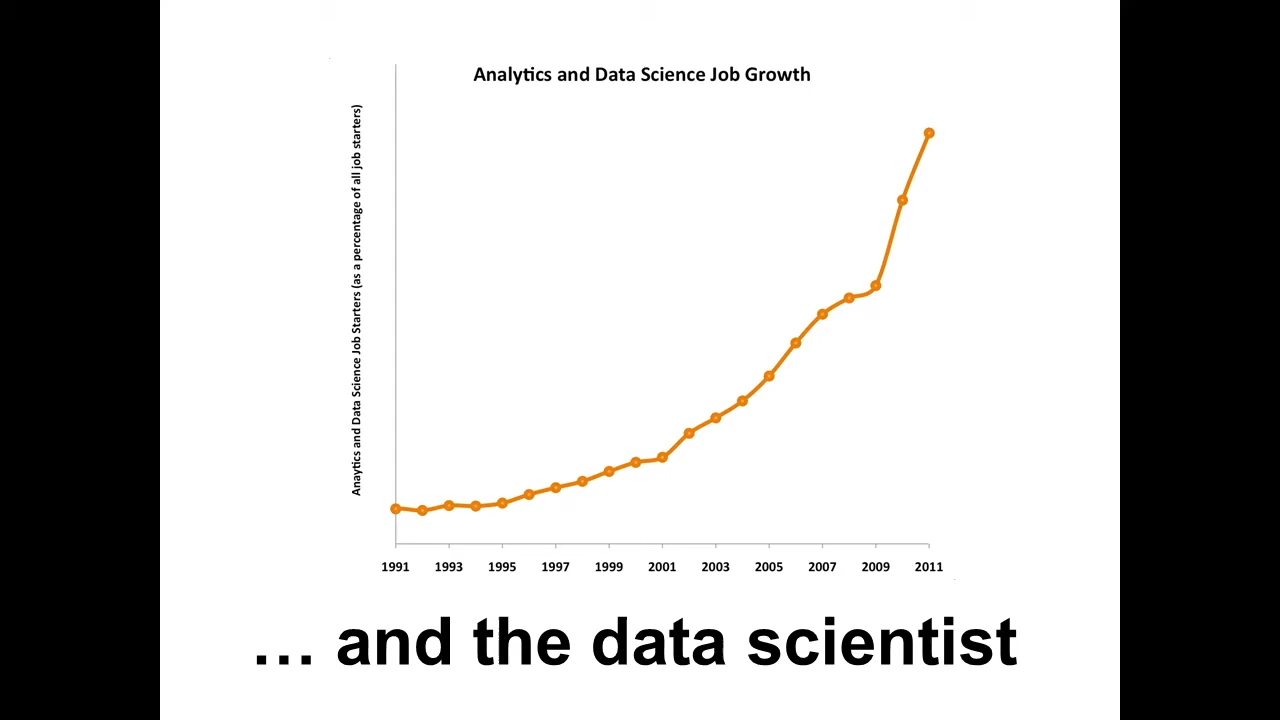 Analytics and Data Science Job Growth
Anaytics and Data Science Job Starters (as a percentage of all job starters)
1991 1993 1995 1997 1999 2001 2003 2005 2007 2009 2011
… and the data scientist